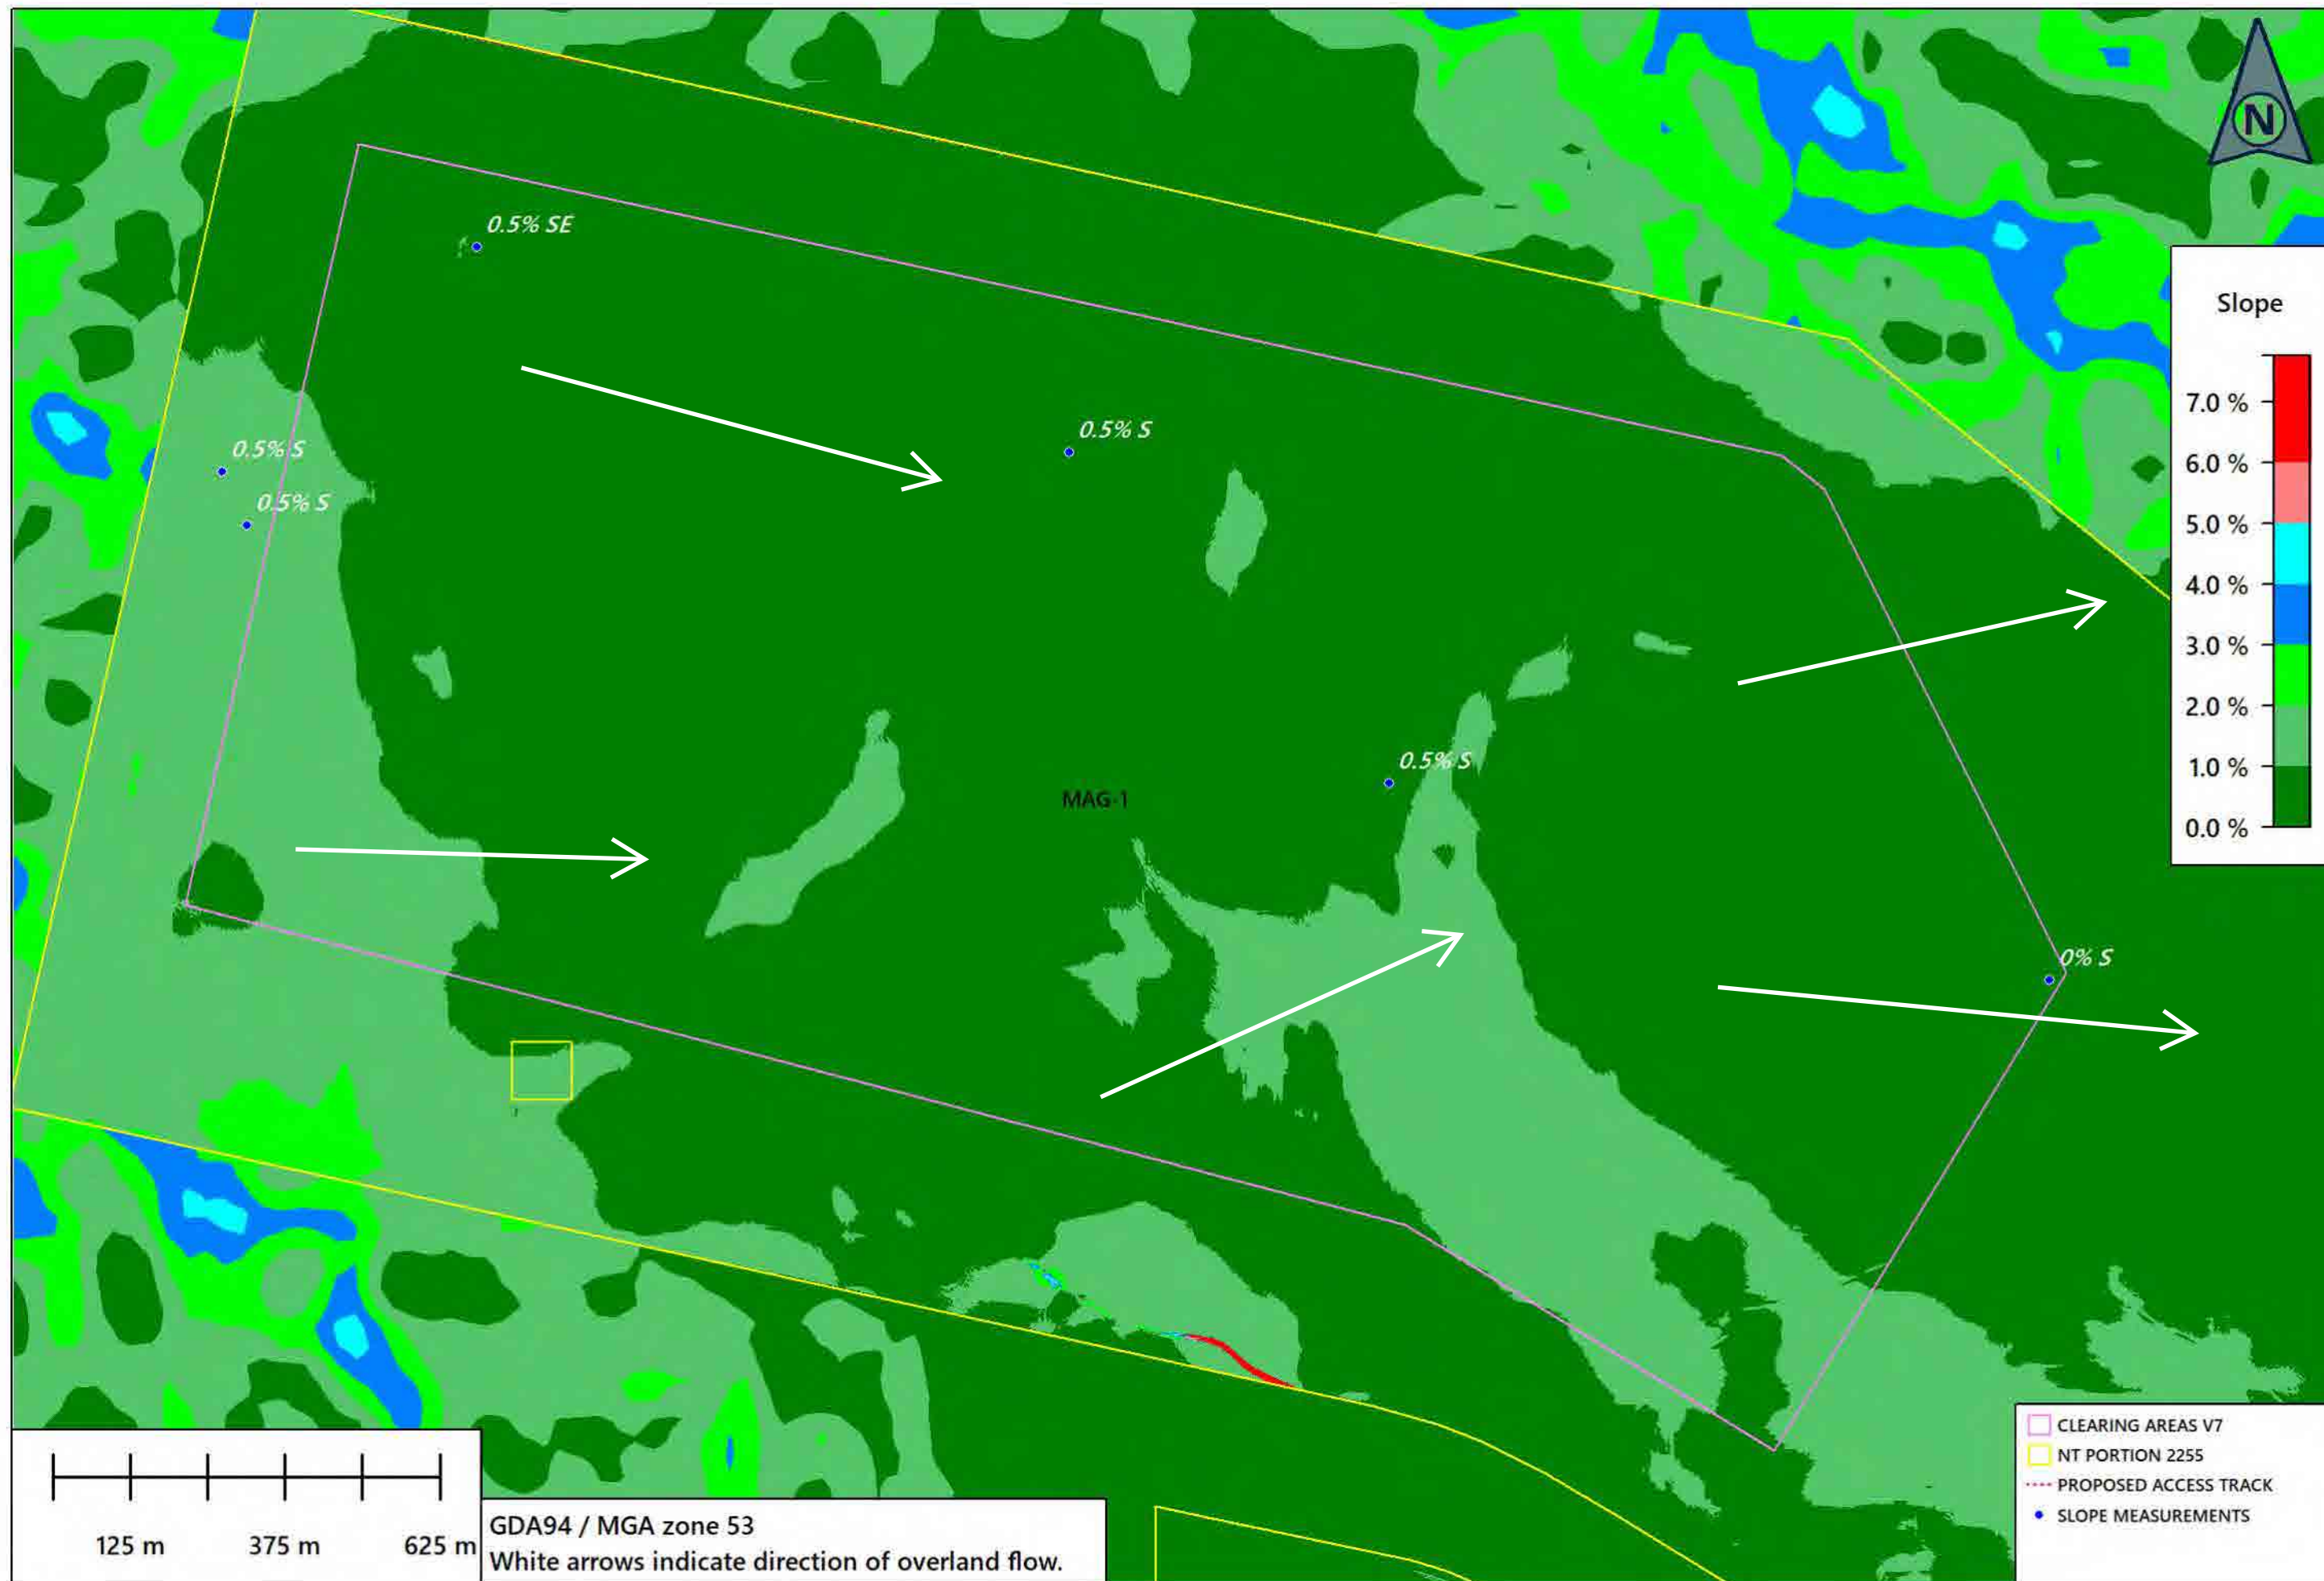 N
0.5% SE
0.5% S
0.5% S
0.5% S
0.5% S
MAG-1
0% S
Slope
7.0 %
6.0 %
5.0 %
4.0 %
3.0 %
2.0 %
1.0 %
0.0 %
125 m 375 m 625 m
GDA94 / MGA zone 53
White arrows indicate direction of overland flow.
CLEARING AREAS V7
NT PORTION 2255
PROPOSED ACCESS TRACK
SLOPE MEASUREMENTS